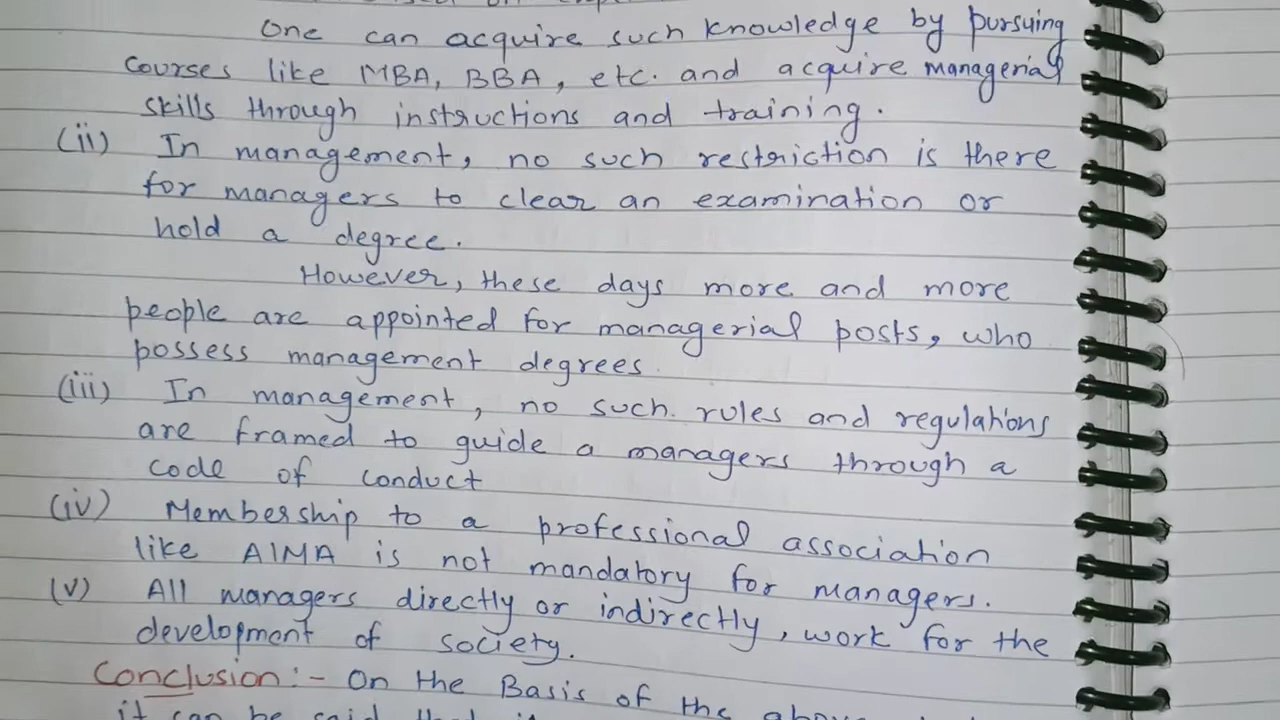 One can acquire such knowledge by pursuing
courses like MBA, BBA, etc. and acquire managerial
skills through instructions and training.
(ii) In management, no such restriction is there
for managers to clear an examination or
hold a degree.
However, these days more and more
people are appointed for managerial posts, who
possess management degrees.
(iii) In management, no such rules and regulations
are framed to guide a managers through a
code of conduct
(iv) Membership to a professional association
like AIMA is not mandatory for managers.
(v) All managers directly or indirectly, work for the
development of society.
Conclusion :- On the Basis of the above
it can be said that